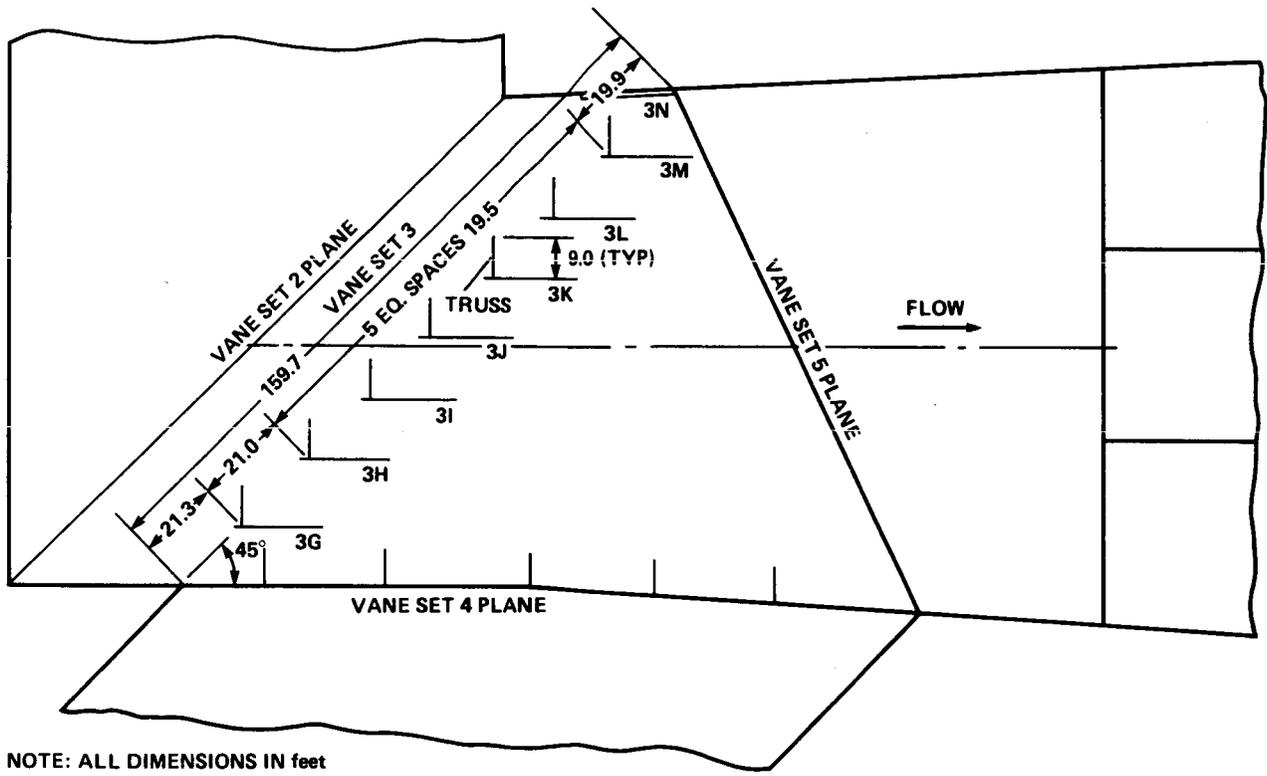 19.9
3N
3M
3L
9.0 (TYP)
3K
TRUSS
3J
3I
3H
3G
VANE SET 2 PLANE
VANE SET 3
5 EQ. SPACES 19.5
159.7
21.0
21.3
45°
VANE SET 5 PLANE
FLOW
VANE SET 4 PLANE
NOTE: ALL DIMENSIONS IN feet